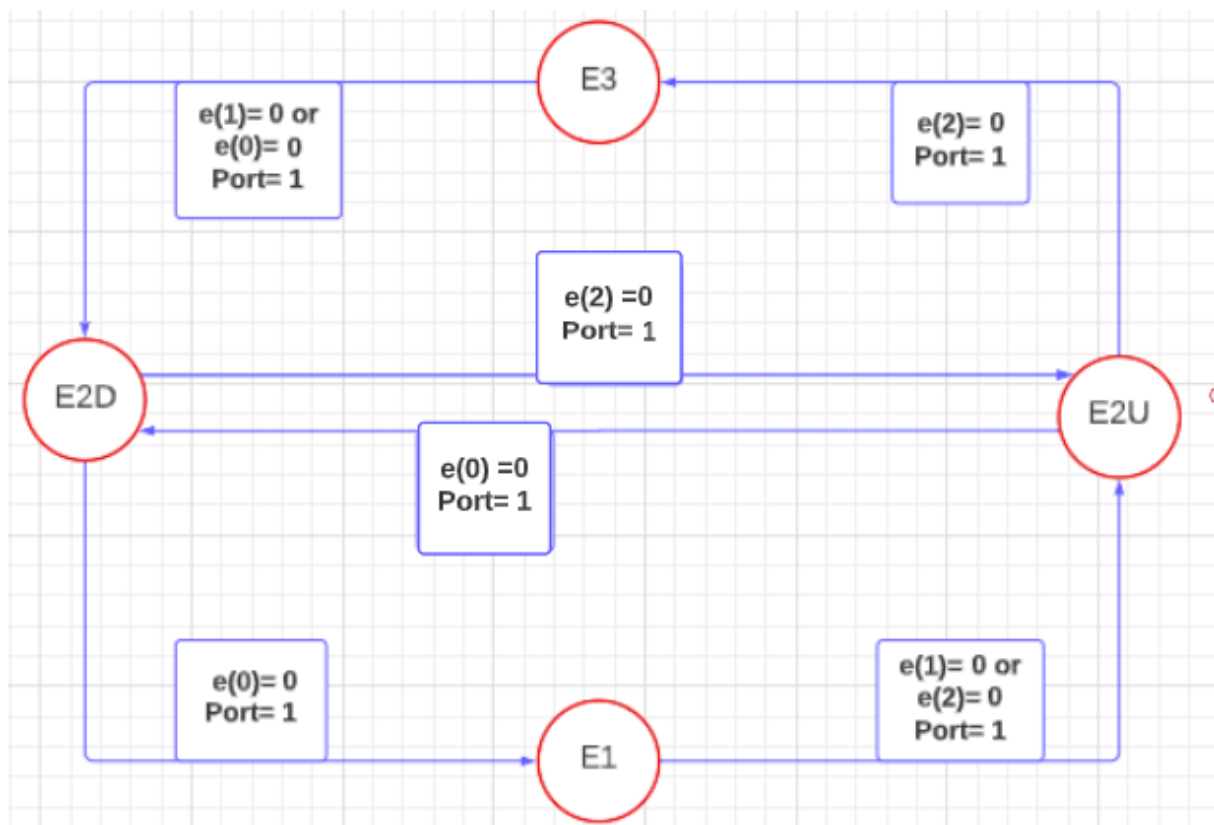 E3
e(1)= 0 or
e(0)= 0
Port= 1
e(2)= 0
Port= 1
e(2) =0
Port= 1
E2D
E2U
e(0) =0
Port= 1
e(0)= 0
Port= 1
E1
e(1)= 0 or
e(2)= 0
Port= 1